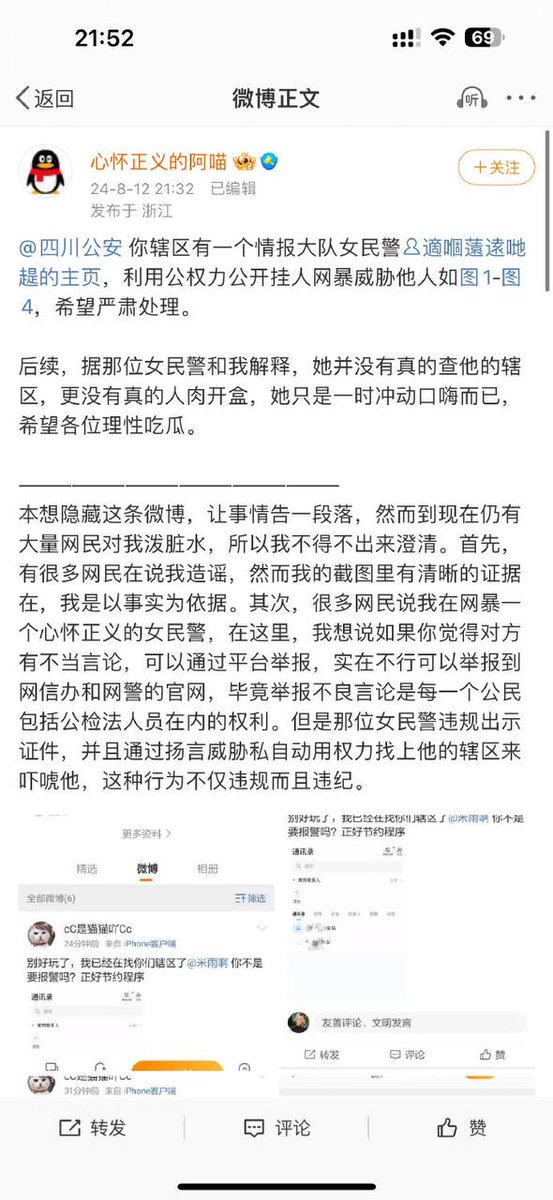 21:52
69
返回
微博正文
听
心怀正义的阿喵
+关注
24-8-12 21:32 已编辑
发布于 浙江
@四川公安 你辖区有一个情报大队女民警
的主页，利用公权力公开挂人网暴威胁他人如图1-图
4，希望严肃处理。
后续，据那位女民警和我解释，她并没有真的查他的辖
区，更没有真的人肉开盒，她只是一时冲动口嗨而已，
希望各位理性吃瓜。
————————————————
本想隐藏这条微博，让事情告一段落，然而到现在仍有
大量网民对我泼脏水，所以我不得不出来澄清。首先，
有很多网民在说我造谣，然而我的截图里有清晰的证据
在，我是以事实为依据。其次，很多网民说我在网暴一
个心怀正义的女民警，在这里，我想说如果你觉得对方
有不当言论，可以通过平台举报，实在不行可以举报到
网信办和网警的官网，毕竟举报不良言论是每一个公民
包括公检法人员在内的权利。但是那位女民警违规出示
证件，并且通过扬言威胁私自动用权力找上他的辖区来
吓唬他，这种行为不仅违规而且违纪。
更多资料
精选
微博
相册
全部微博(6)
筛选
cC是猫猫吖Cc
24分钟前 来自 iPhone客户端
别好玩了，我已经在找你们辖区了@米雨啊 你不是
要报警吗？正好节约程序
通讯录
cC是猫猫吖Cc
31分钟前 来自 iPhone客户端
别好玩了，我已经在找你们辖区了@米雨啊 你不是
要报警吗？正好节约程序
通讯录
友善评论，文明发言
转发
评论
赞
转发
评论
赞